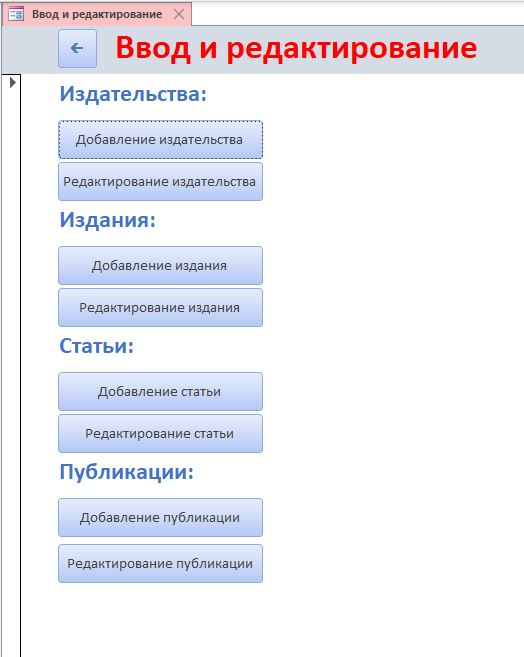 Ввод и редактирование
Ввод и редактирование
Издательства:
Добавление издательства
Редактирование издательства
Издания:
Добавление издания
Редактирование издания
Статьи:
Добавление статьи
Редактирование статьи
Публикации:
Добавление публикации
Редактирование публикации